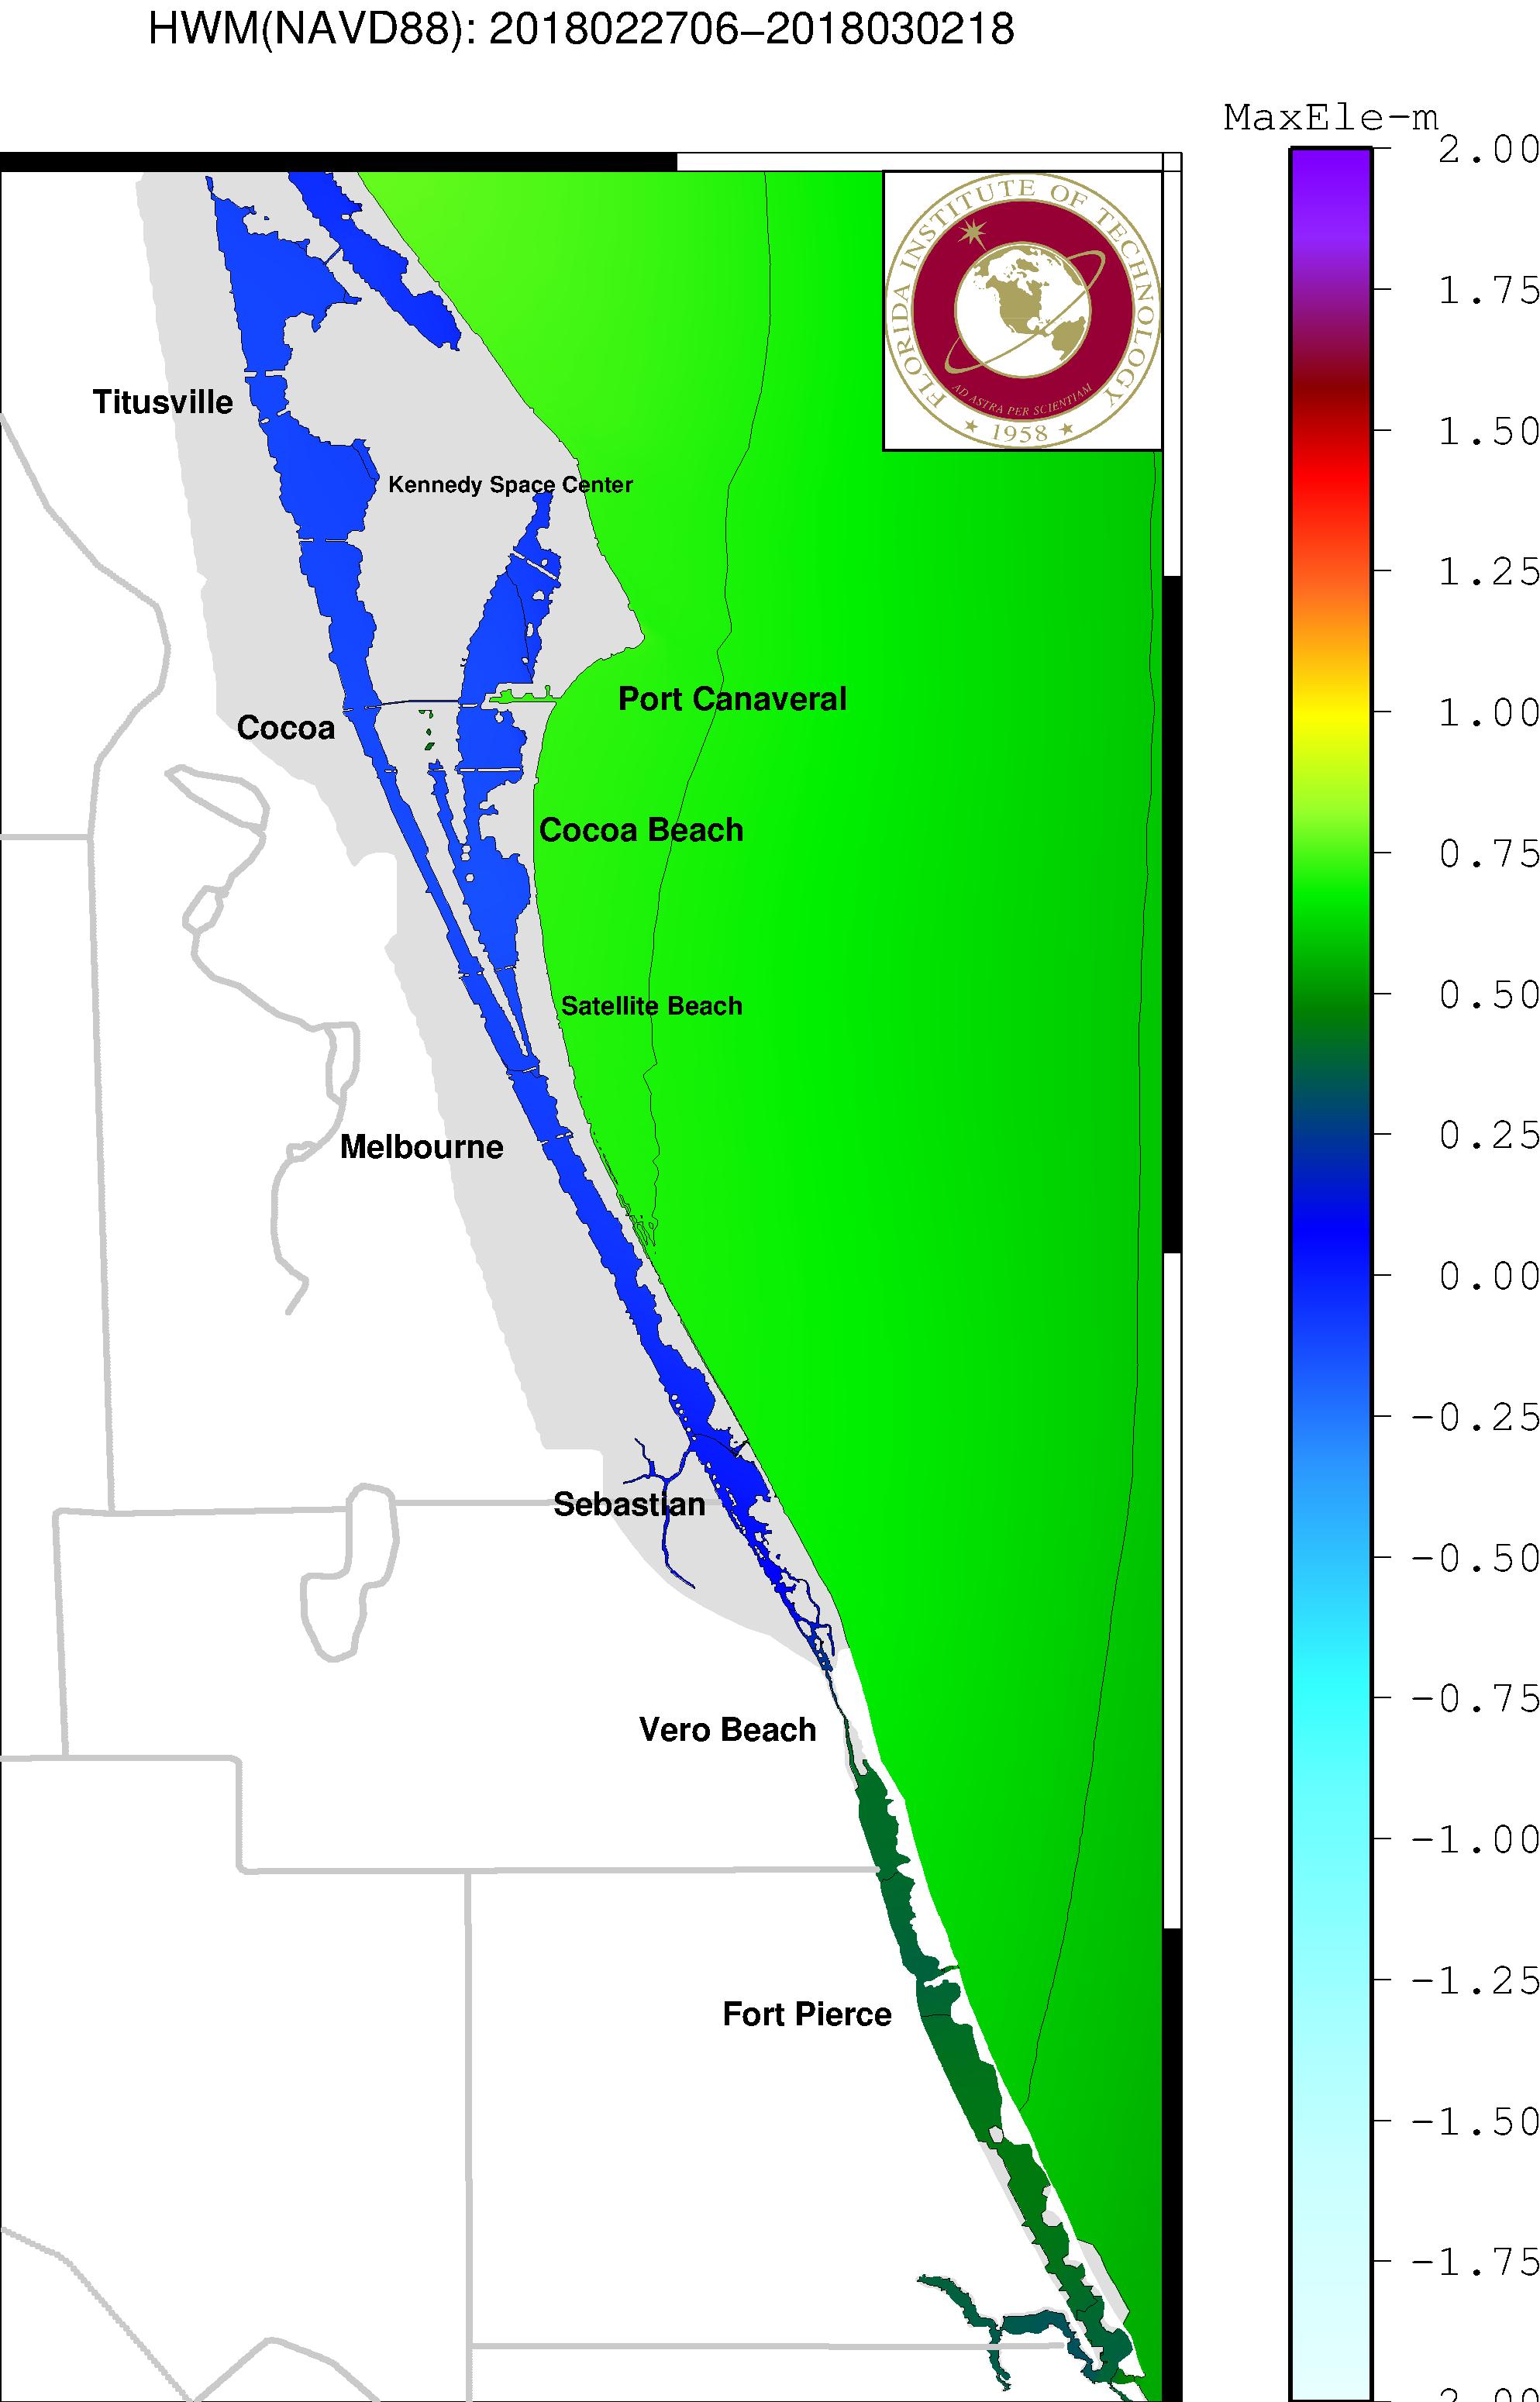 HWM(NAVD88): 2018022706–2018030218
MaxEle-m
2.00
1.75
1.50
1.25
1.00
0.75
0.50
0.25
0.00
-0.25
-0.50
-0.75
-1.00
-1.25
-1.50
-1.75
-2.00
FLORIDA INSTITUTE OF TECHNOLOGY
AD ASTRA PER SCIENTIAM
1958
Titusville
Kennedy Space Center
Port Canaveral
Cocoa
Cocoa Beach
Satellite Beach
Melbourne
Sebastian
Vero Beach
Fort Pierce